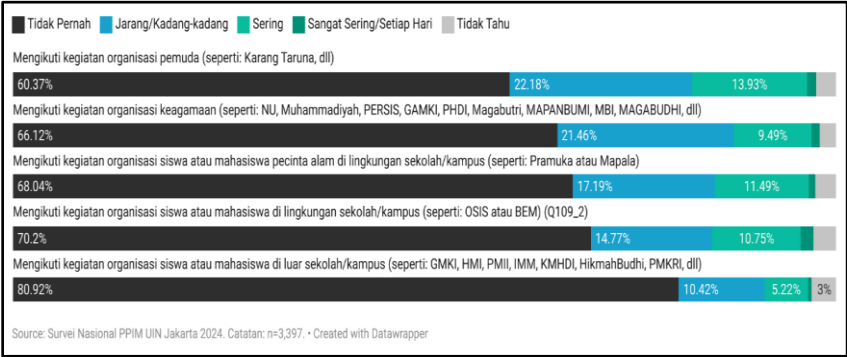 Tidak Pernah Jarang/Kadang-kadang Sering Sangat Sering/Setiap Hari Tidak Tahu
Mengikuti kegiatan organisasi pemuda (seperti: Karang Taruna, dll)
60.37% 22.18% 13.93%
Mengikuti kegiatan organisasi keagamaan (seperti: NU, Muhammadiyah, PERSIS, GAMKI, PHDI, Magabutri, MAPANBUMI, MBI, MAGABUDHI, dll)
66.12% 21.46% 9.49%
Mengikuti kegiatan organisasi siswa atau mahasiswa pecinta alam di lingkungan sekolah/kampus (seperti: Pramuka atau Mapala)
68.04% 17.19% 11.49%
Mengikuti kegiatan organisasi siswa atau mahasiswa di lingkungan sekolah/kampus (seperti: OSIS atau BEM) (Q109_2)
70.2% 14.77% 10.75%
Mengikuti kegiatan organisasi siswa atau mahasiswa di luar sekolah/kampus (seperti: GMKI, HMI, PMII, IMM, KMHDI, HikmahBudhi, PMKRI, dll)
80.92% 10.42% 5.22% 3%
Source: Survei Nasional PPIM UIN Jakarta 2024. Catatan: n=3,397. • Created with Datawrapper